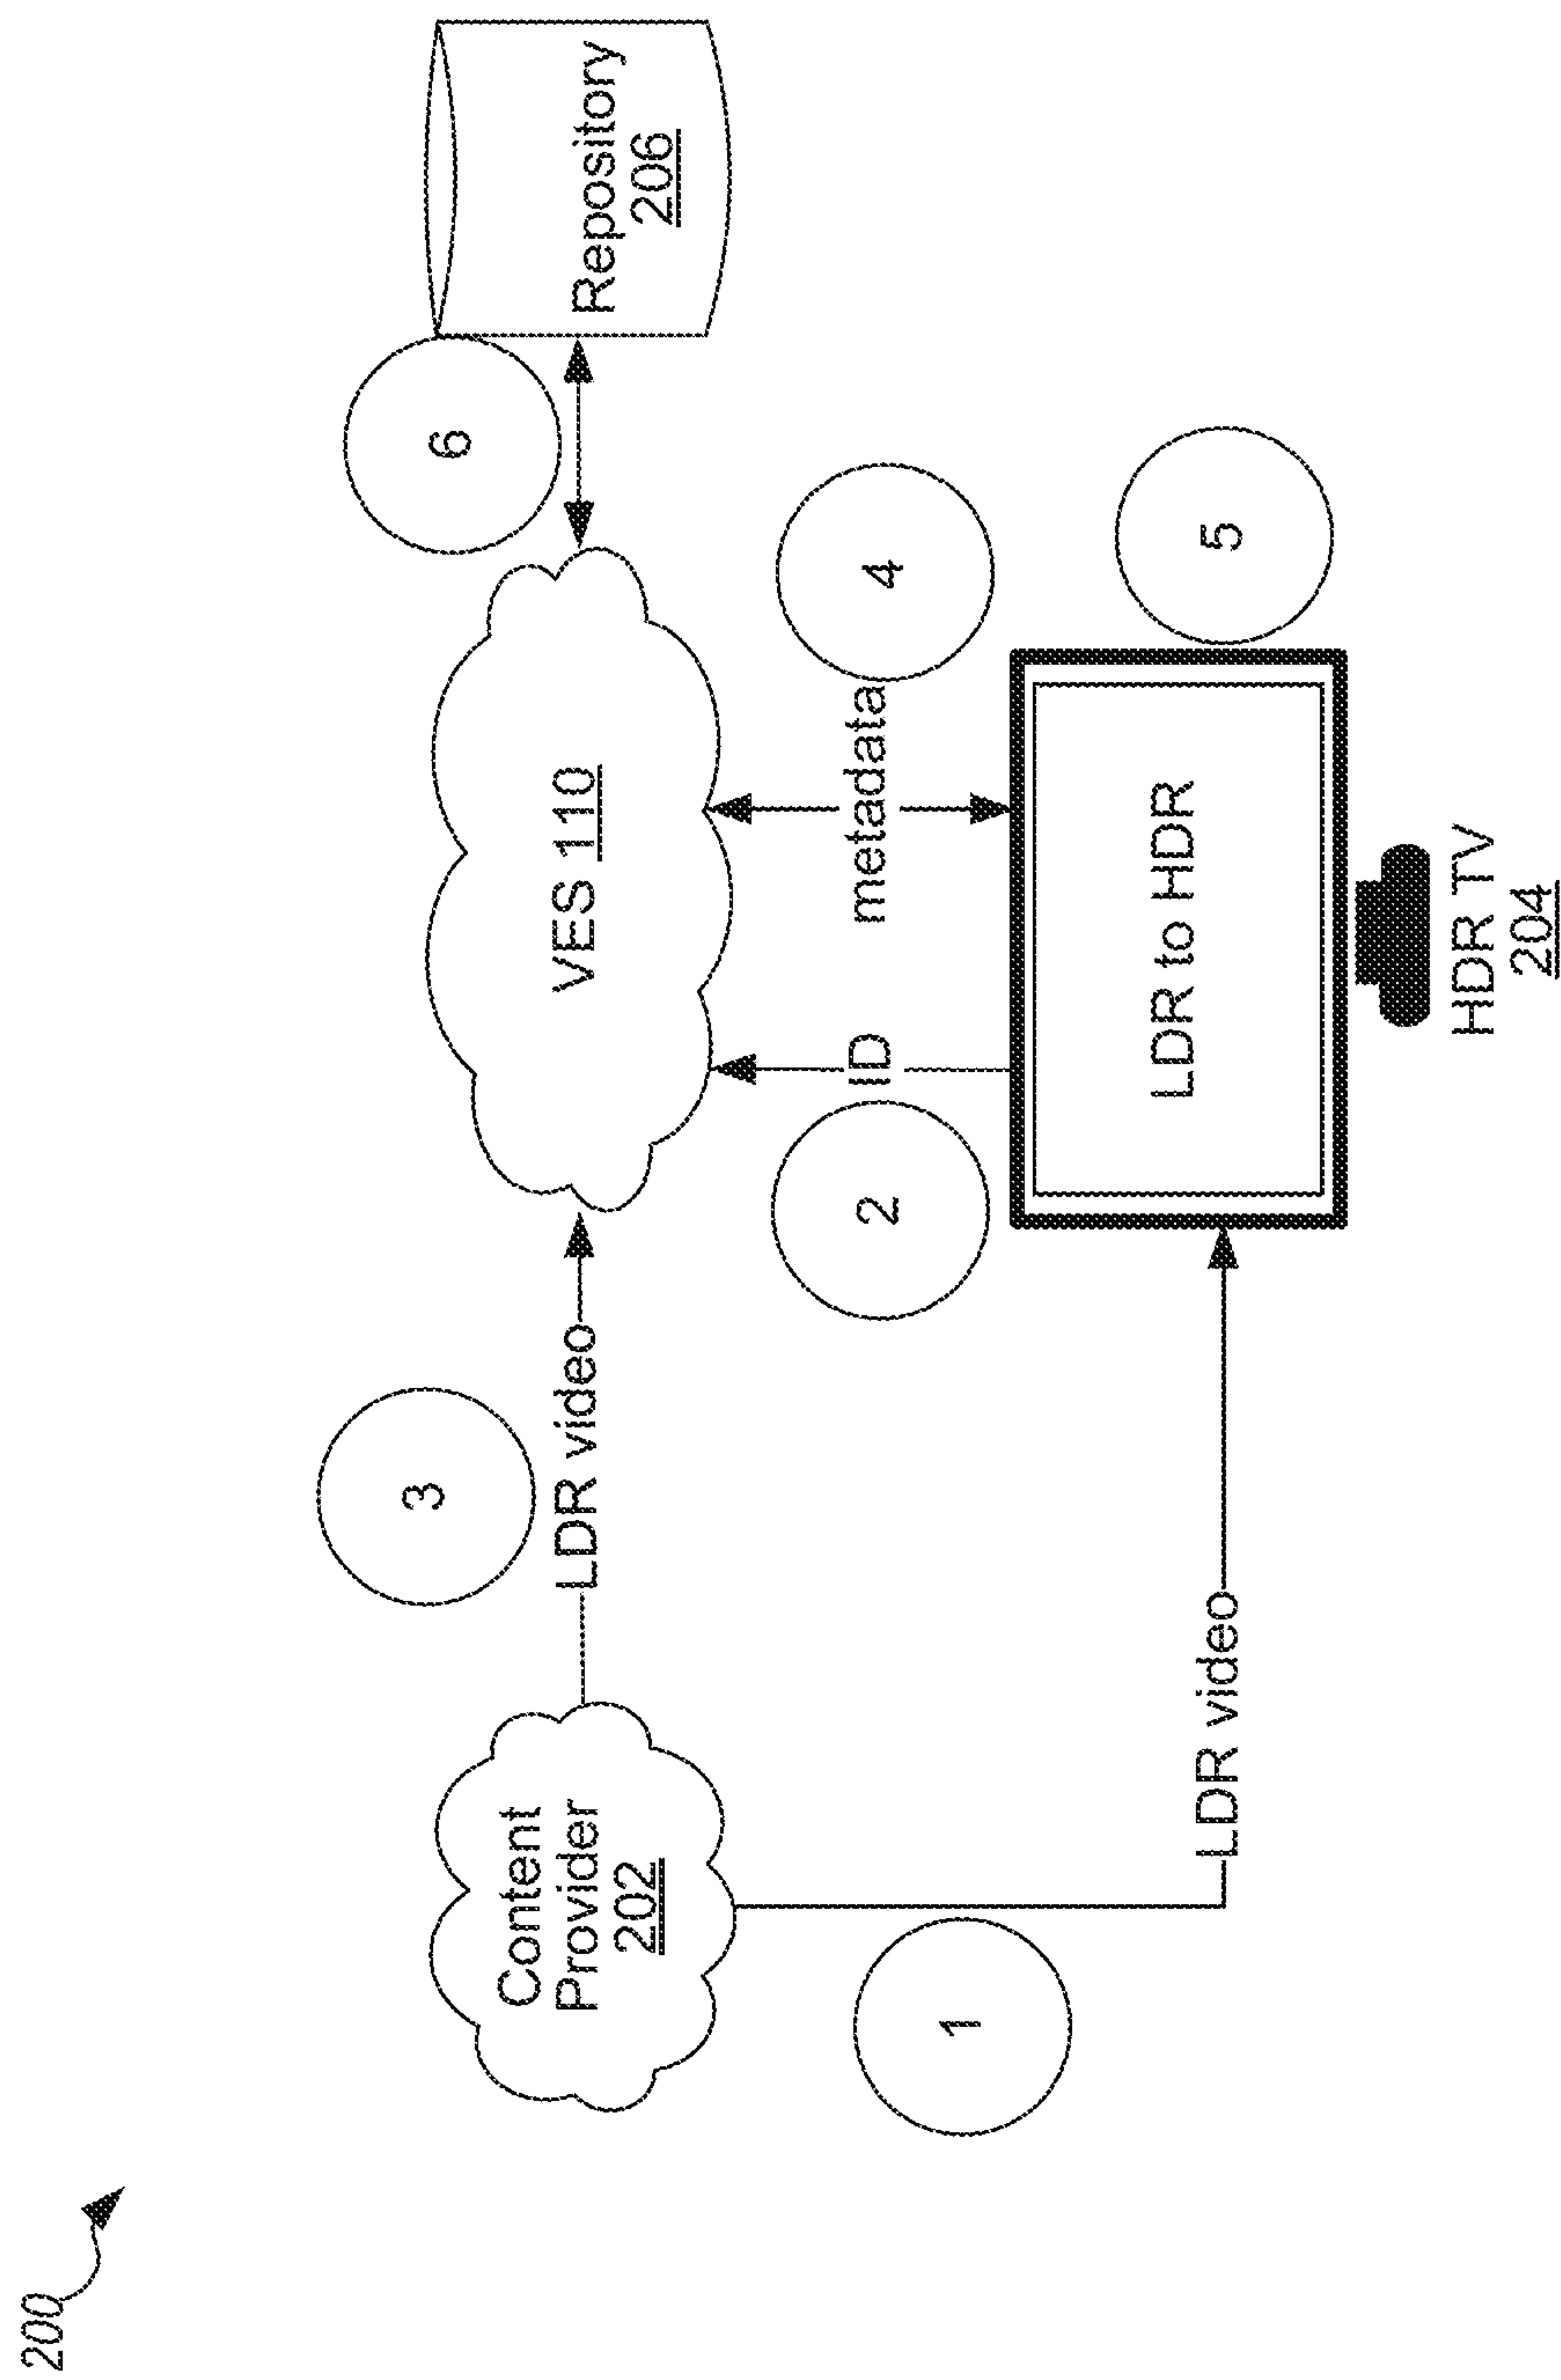 200
3
6
Content
Provider
202
LDR video
VES 110
Repository
206
1
2
ID
metadata
4
LDR video
LDR to HDR
5
HDR TV
204